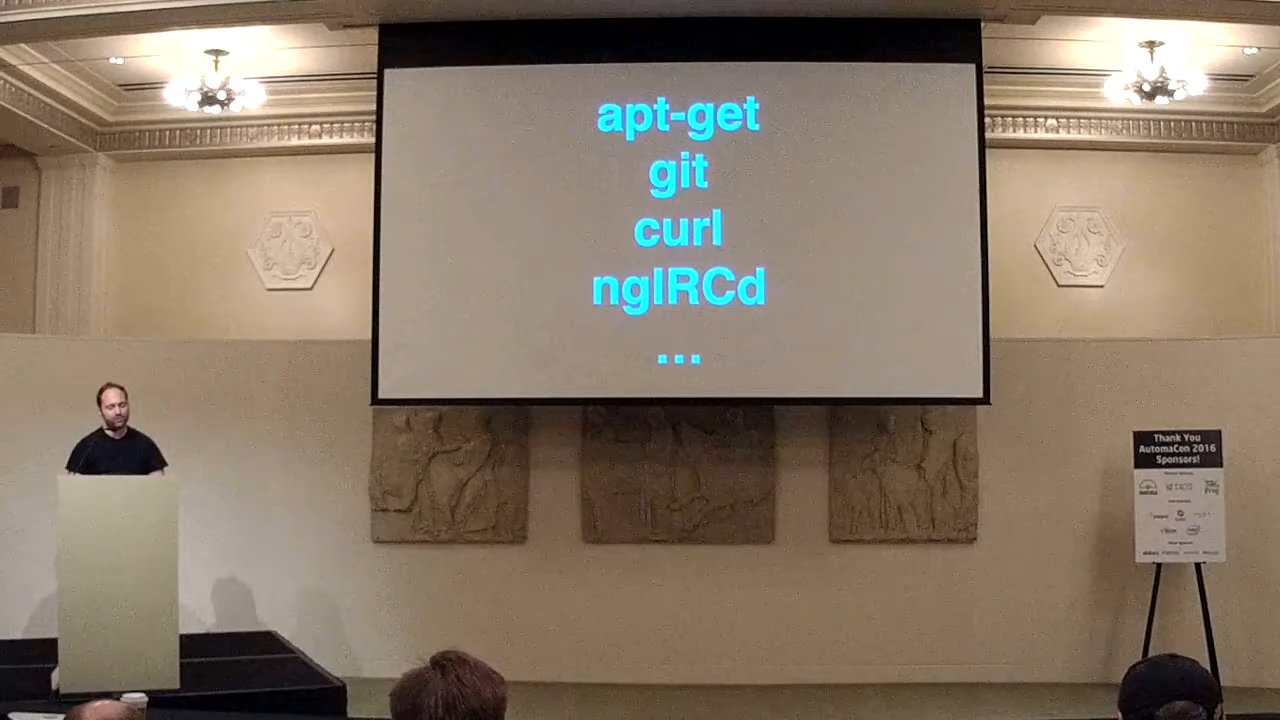 apt-get
git
curl
ngIRCd
...
Thank You
AutomaCon 2016
Sponsors!